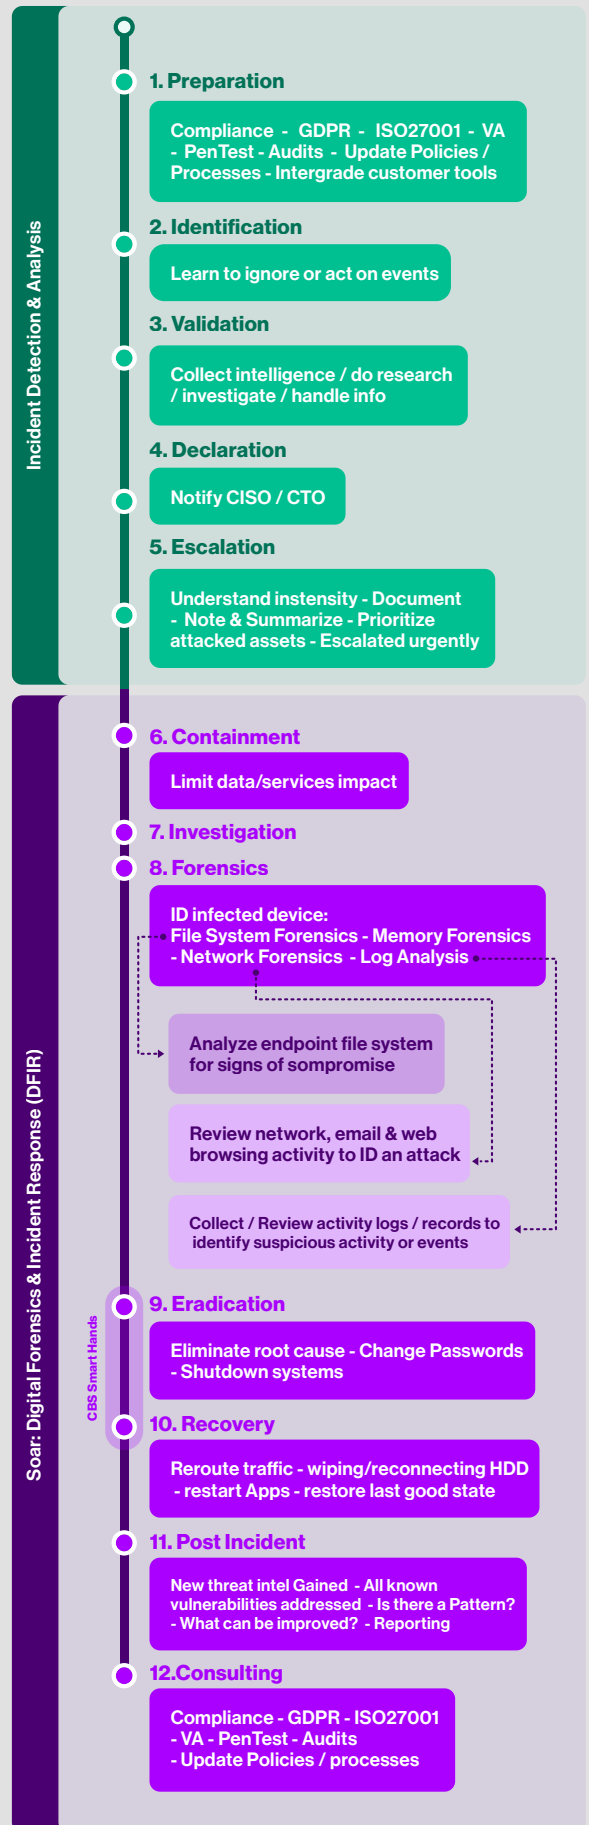 Incident Detection & Analysis
1. Preparation
Compliance - GDPR - ISO27001 - VA
- PenTest - Audits - Update Policies /
Processes - Intergrade customer tools
2. Identification
Learn to ignore or act on events
3. Validation
Collect intelligence / do research
/ investigate / handle info
4. Declaration
Notify CISO / CTO
5. Escalation
Understand instensity - Document
- Note & Summarize - Prioritize
attacked assets - Escalated urgently
Soar: Digital Forensics & Incident Response (DFIR)
6. Containment
Limit data/services impact
7. Investigation
8. Forensics
ID infected device:
File System Forensics - Memory Forensics
- Network Forensics - Log Analysis
Analyze endpoint file system
for signs of sompromise
Review network, email & web
browsing activity to ID an attack
Collect / Review activity logs / records to
identify suspicious activity or events
CBS Smart Hands
9. Eradication
Eliminate root cause - Change Passwords
- Shutdown systems
10. Recovery
Reroute traffic - wiping/reconnecting HDD
- restart Apps - restore last good state
11. Post Incident
New threat intel Gained - All known
vulnerabilities addressed - Is there a Pattern?
- What can be improved? - Reporting
12.Consulting
Compliance - GDPR - ISO27001
- VA - PenTest - Audits
- Update Policies / processes